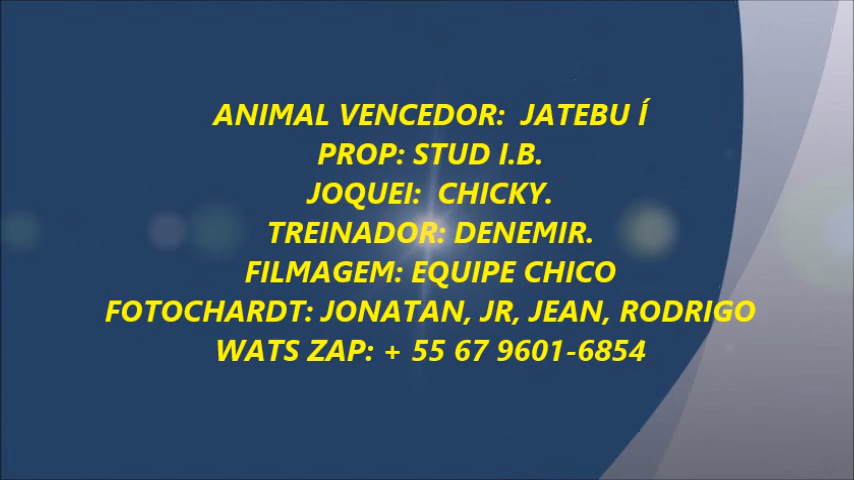 ANIMAL VENCEDOR: JATEBU Í
PROP: STUD I.B.
JOQUEI: CHICKY.
TREINADOR: DENEMIR.
FILMAGEM: EQUIPE CHICO
FOTOCHARDT: JONATAN, JR, JEAN, RODRIGO
WATS ZAP: + 55 67 9601-6854